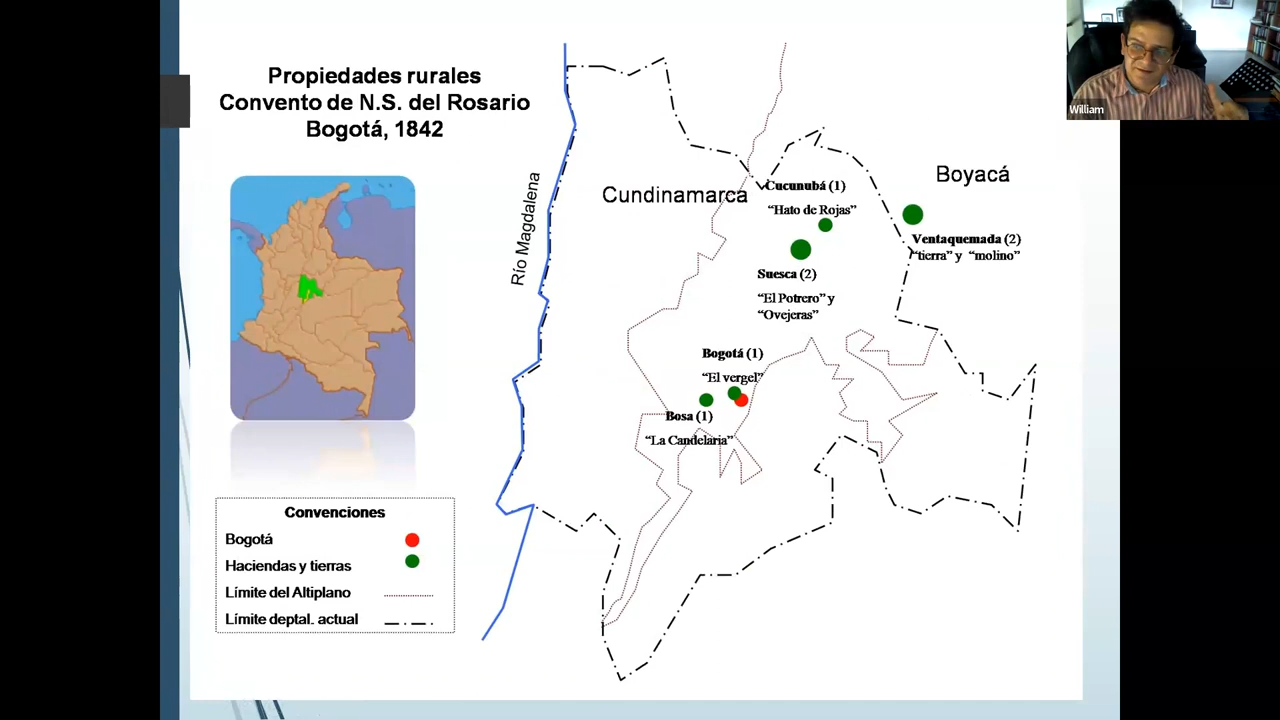 Propiedades rurales
Convento de N.S. del Rosario
Bogotá, 1842
William
Río Magdalena
Cundinamarca
Boyacá
Cucunubá (1)
“Hato de Rojas”
Ventaquemada (2)
“tierra” y “molino”
Suesca (2)
“El Potrero” y
“Ovejeras”
Bogotá (1)
“El vergel”
Bosa (1)
“La Candelaria”
Convenciones
Bogotá
Haciendas y tierras
Límite del Altiplano
Límite deptal. actual